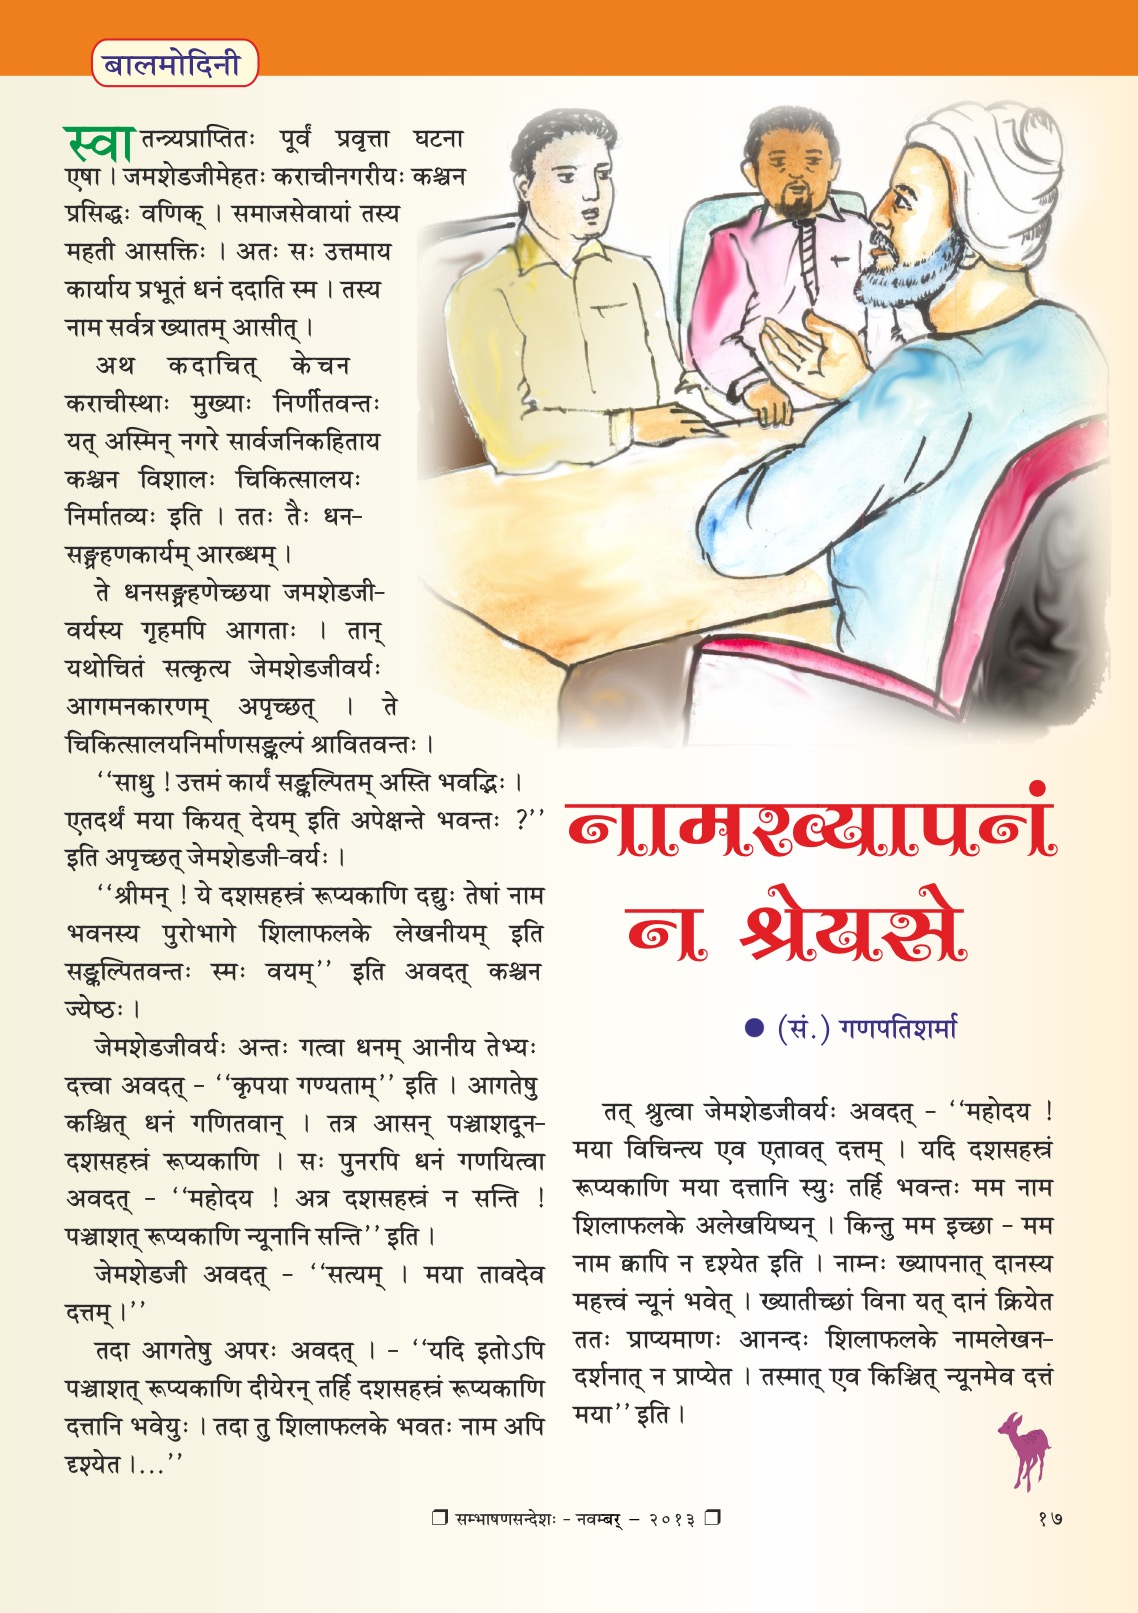 बालमोदिनी
स्वातन्त्र्यप्राप्तितः पूर्वं प्रवृत्ता घटना
एषा । जमशेडजीमेहतः कराचीनगरीयः कश्चन
प्रसिद्धः वणिक् । समाजसेवायां तस्य
महती आसक्तिः । अतः सः उत्तमाय
कार्याय प्रभूतं धनं ददाति स्म । तस्य
नाम सर्वत्र ख्यातम् आसीत् ।
अथ कदाचित् केचन
कराचीस्थाः मुख्याः निर्णीतवन्तः
यत् अस्मिन् नगरे सार्वजनिकहिताय
कश्चन विशालः चिकित्सालयः
निर्मातव्यः इति । ततः तैः धन-
सङ्ग्रहणकार्यम् आरब्धम् ।
ते धनसङ्ग्रहणेच्छया जमशेडजी-
वर्यस्य गृहमपि आगताः । तान्
यथोचितं सत्कृत्य जेमशेडजीवर्यः
आगमनकारणम् अपृच्छत् । ते
चिकित्सालयनिर्माणसङ्कल्पं श्रावितवन्तः ।
‘‘साधु ! उत्तमं कार्यं सङ्कल्पितम् अस्ति भवद्भिः ।
एतदर्थं मया कियत् देयम् इति अपेक्षन्ते भवन्तः ?’’
इति अपृच्छत् जेमशेडजी-वर्यः ।
‘‘श्रीमन् ! ये दशसहस्रं रूप्यकाणि दद्युः तेषां नाम
भवनस्य पुरोभागे शिलाफलके लेखनीयम् इति
सङ्कल्पितवन्तः स्मः वयम्’’ इति अवदत् कश्चन
ज्येष्ठः ।
जेमशेडजीवर्यः अन्तः गत्वा धनम् आनीय तेभ्यः
दत्त्वा अवदत् - ‘‘कृपया गण्यताम्’’ इति । आगतेषु
कश्चित् धनं गणितवान् । तत्र आसन् पञ्चाशदून-
दशसहस्रं रूप्यकाणि । सः पुनरपि धनं गणयित्वा
अवदत् - ‘‘महोदय ! अत्र दशसहस्रं न सन्ति !
पञ्चाशत् रूप्यकाणि न्यूनानि सन्ति’’ इति ।
जेमशेडजी अवदत् - ‘‘सत्यम् । मया तावदेव
दत्तम् ।’’
तदा आगतेषु अपरः अवदत् । - ‘‘यदि इतोऽपि
पञ्चाशत् रूप्यकाणि दीयेरन् तर्हि दशसहस्रं रूप्यकाणि
दत्तानि भवेयुः । तदा तु शिलाफलके भवतः नाम अपि
दृश्येत ।...’’
नामख्यापनं
न श्रेयसे
● (सं.) गणपतिशर्मा
तत् श्रुत्वा जेमशेडजीवर्यः अवदत् - ‘‘महोदय !
मया विचिन्त्य एव एतावत् दत्तम् । यदि दशसहस्रं
रूप्यकाणि मया दत्तानि स्युः तर्हि भवन्तः मम नाम
शिलाफलके अलेखयिष्यन् । किन्तु मम इच्छा - मम
नाम क्वापि न दृश्येत इति । नाम्नः ख्यापनात् दानस्य
महत्त्वं न्यूनं भवेत् । ख्यातीच्छां विना यत् दानं क्रियेत
ततः प्राप्यमाणः आनन्दः शिलाफलके नामलेखन-
दर्शनात् न प्राप्येत । तस्मात् एव किञ्चित् न्यूनमेव दत्तं
मया’’ इति ।
❐ सम्भाषणसन्देशः - नवम्बर् – २०१३ ❐
१७